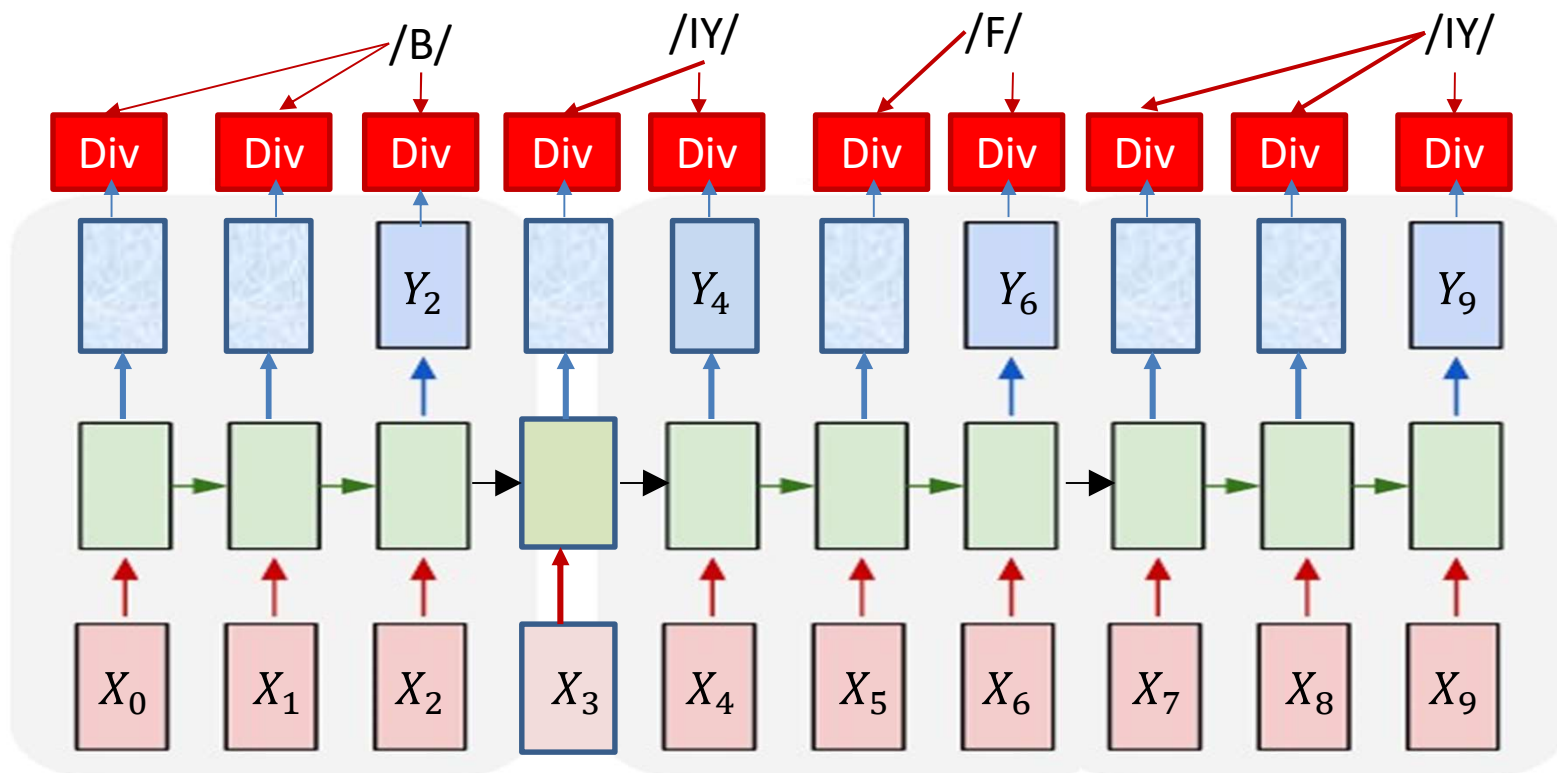 /B/ /IY/ /F/ /IY/
Div Div Div Div Div Div Div Div Div Div
Y₂ Y₄ Y₆ Y₉
X₀ X₁ X₂ X₃ X₄ X₅ X₆ X₇ X₈ X₉